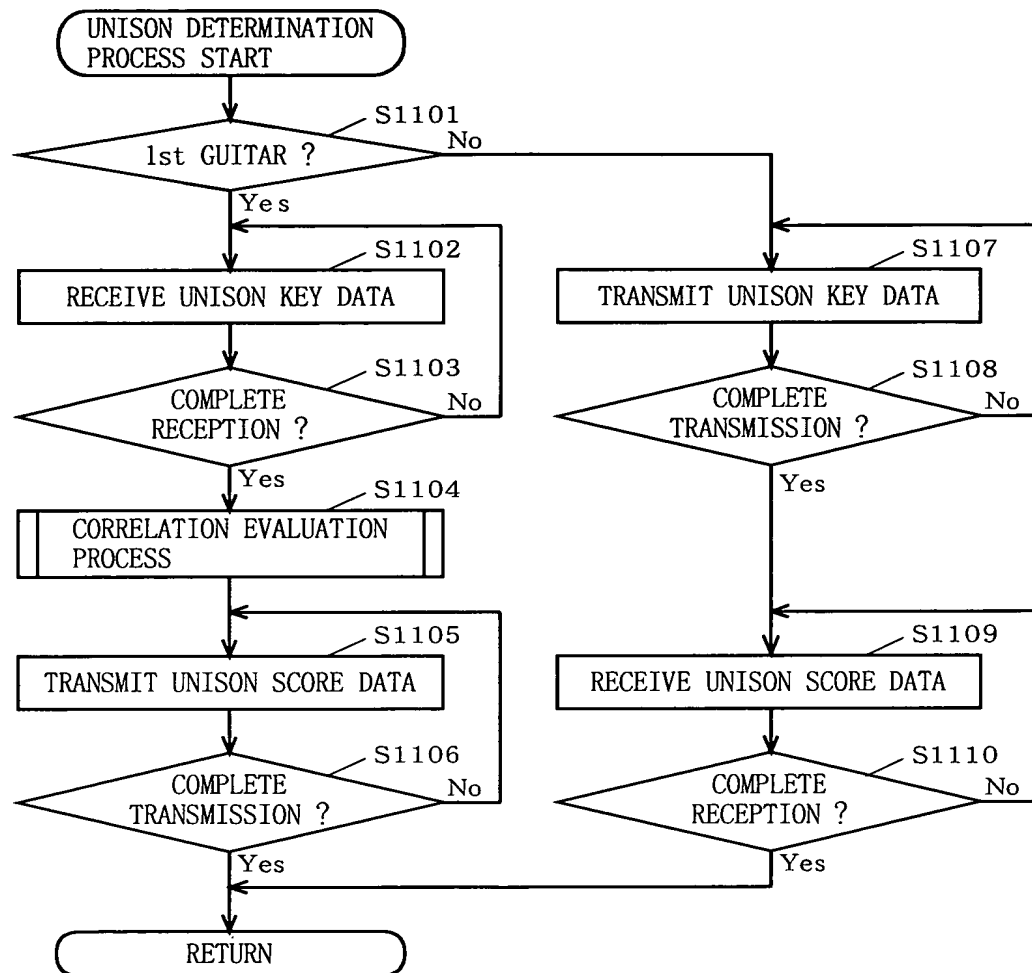 UNISON DETERMINATION
PROCESS START
S1101
1st GUITAR ?
No
Yes
S1102
RECEIVE UNISON KEY DATA
S1103
COMPLETE
RECEPTION ?
No
Yes
S1104
CORRELATION EVALUATION
PROCESS
S1105
TRANSMIT UNISON SCORE DATA
S1106
COMPLETE
TRANSMISSION ?
No
Yes
S1107
TRANSMIT UNISON KEY DATA
S1108
COMPLETE
TRANSMISSION ?
No
Yes
S1109
RECEIVE UNISON SCORE DATA
S1110
COMPLETE
RECEPTION ?
No
Yes
RETURN